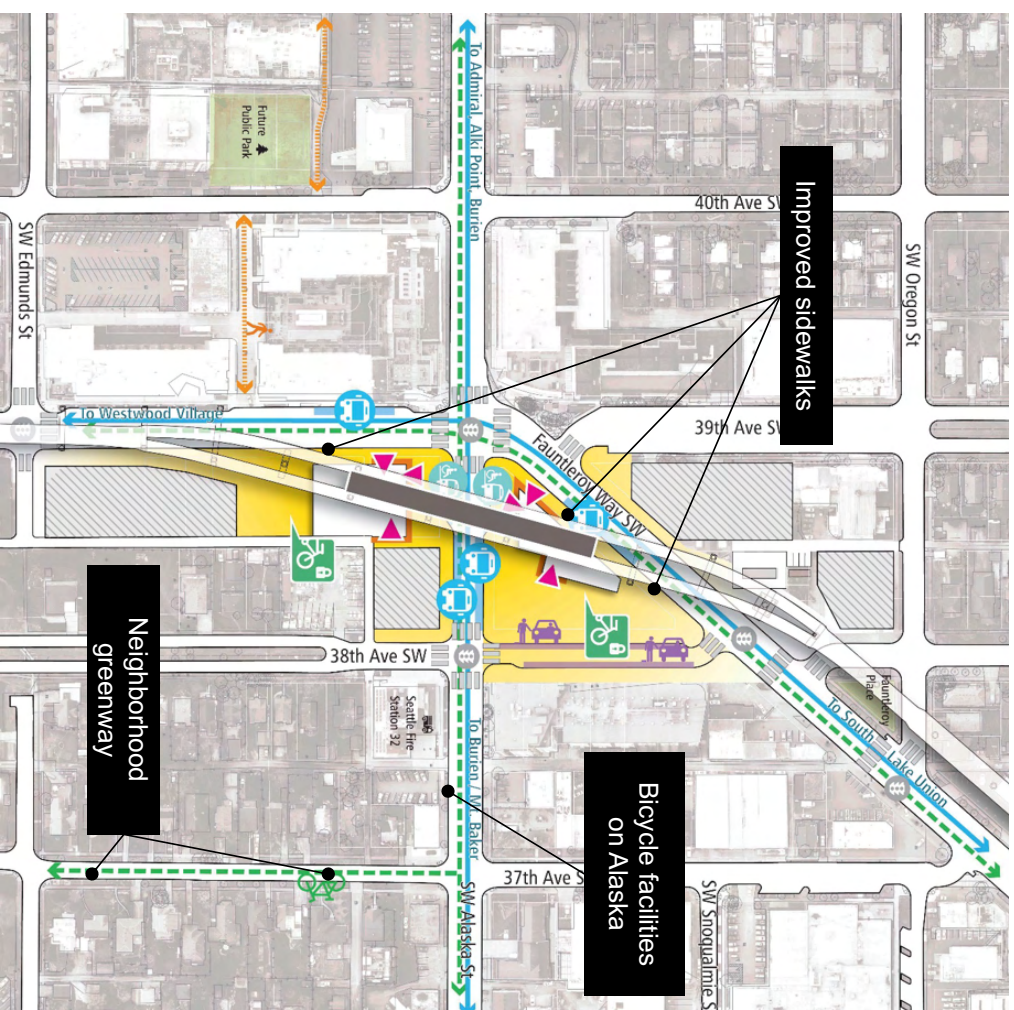 To Admiral, Alki Point, Burien
Future
Public Park
40th Ave SW
Improved sidewalks
SW Edmunds St
SW Oregon St
To Westwood Village
39th Ave SW
Fauntleroy Way SW
38th Ave SW
Neighborhood
greenway
Seattle Fire
Station 32
Fauntleroy
Place
To South Lake Union
To Burien / Mt. Baker
Bicycle facilities
on Alaska
37th Ave S
SW Alaska St
SW Snoqualmie S